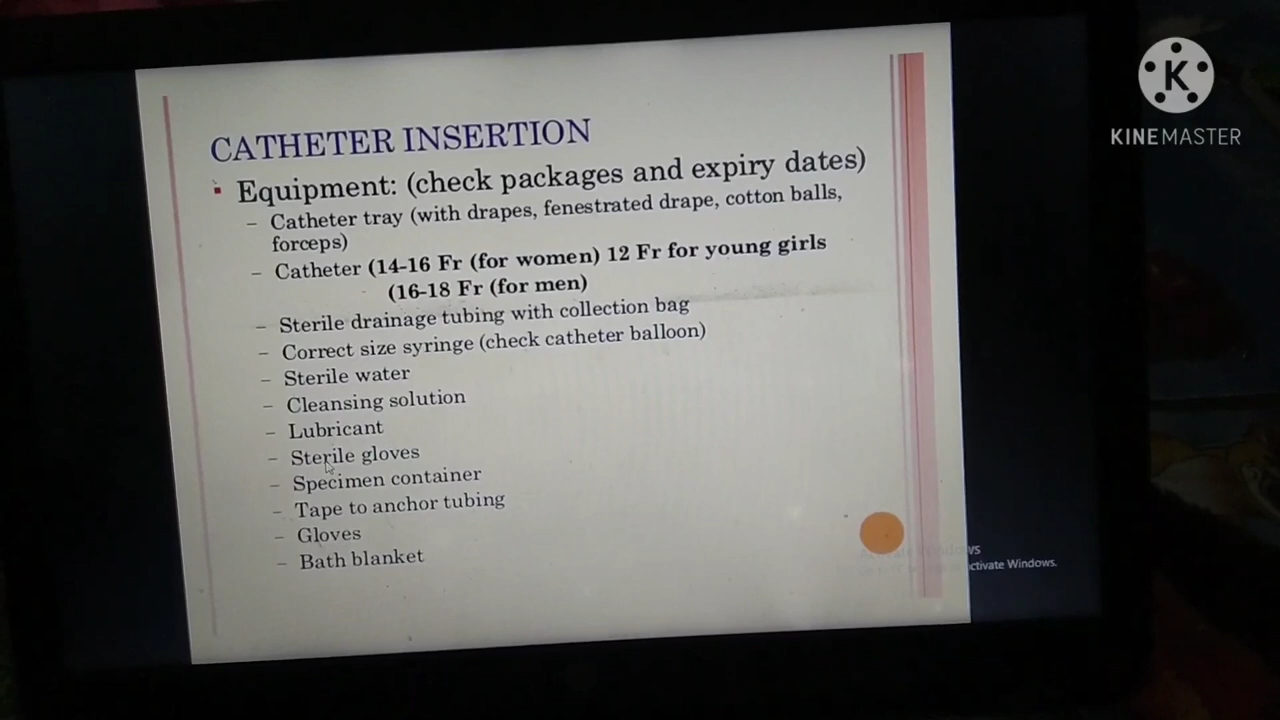 CATHETER INSERTION
Equipment: (check packages and expiry dates)
– Catheter tray (with drapes, fenestrated drape, cotton balls,
forceps)
– Catheter (14-16 Fr (for women) 12 Fr for young girls
(16-18 Fr (for men)
– Sterile drainage tubing with collection bag
– Correct size syringe (check catheter balloon)
– Sterile water
– Cleansing solution
– Lubricant
– Sterile gloves
– Specimen container
– Tape to anchor tubing
– Gloves
– Bath blanket
K
KINEMASTER
ctivate Windows.